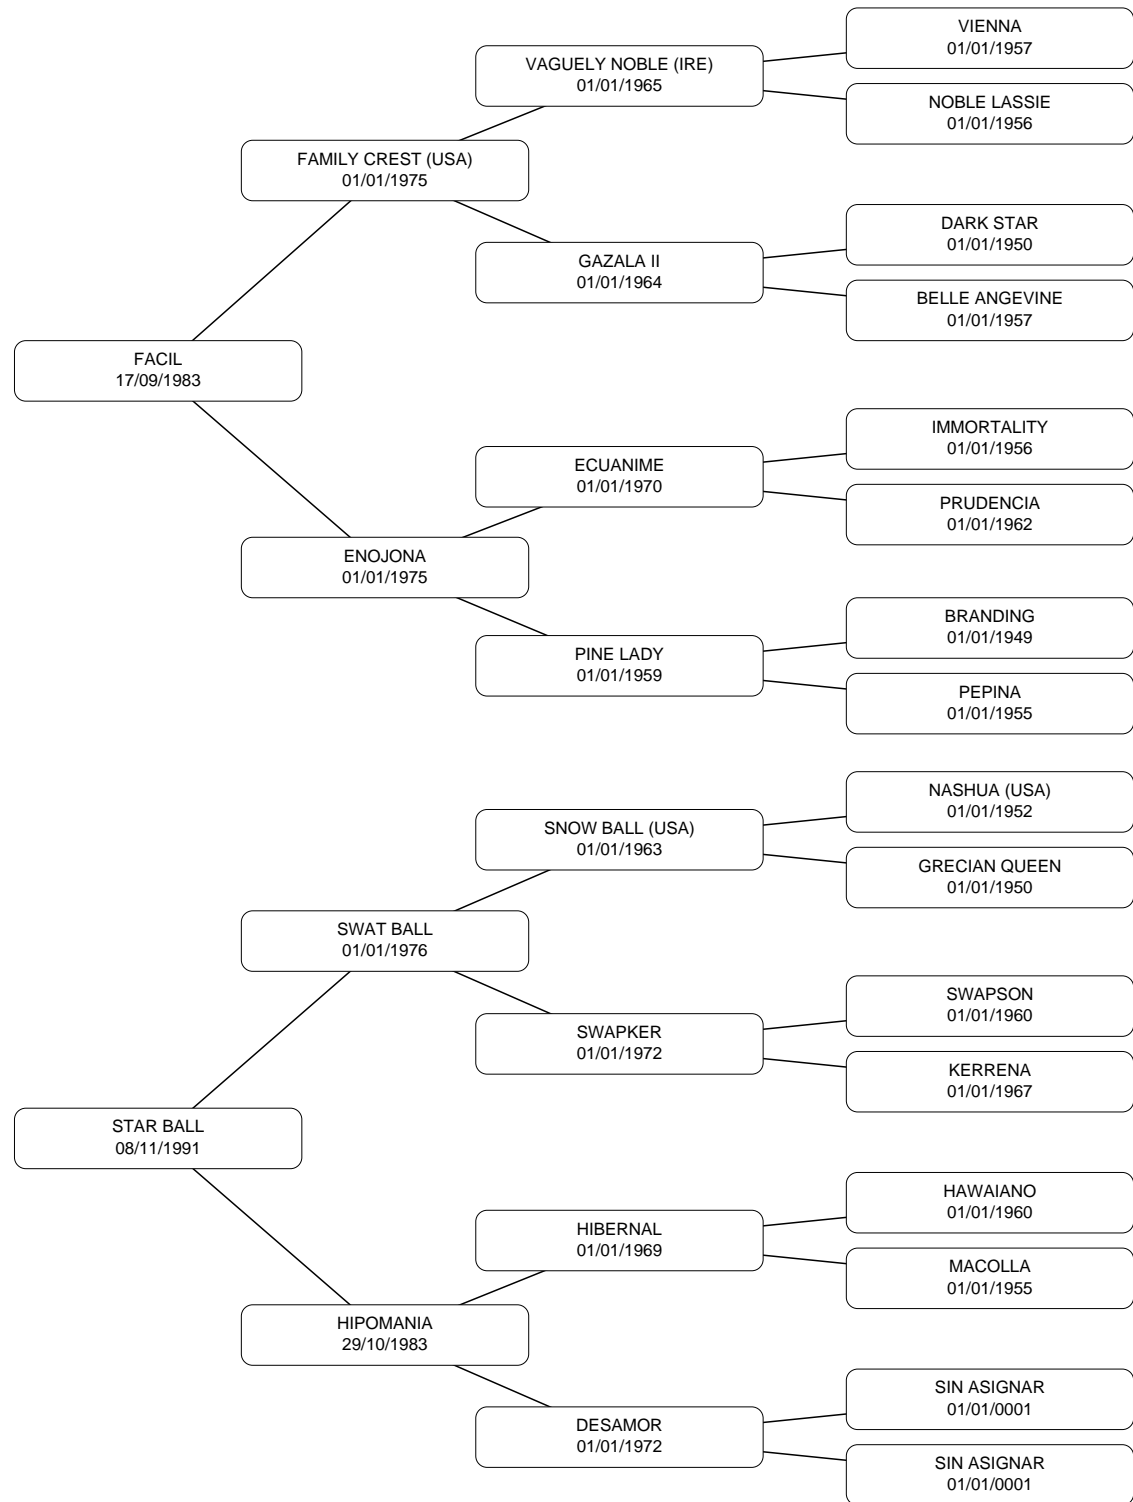 VIENNA
01/01/1957
VAGUELY NOBLE (IRE)
01/01/1965
NOBLE LASSIE
01/01/1956
FAMILY CREST (USA)
01/01/1975
DARK STAR
01/01/1950
GAZALA II
01/01/1964
BELLE ANGEVINE
01/01/1957
FACIL
17/09/1983
IMMORTALITY
01/01/1956
ECUANIME
01/01/1970
PRUDENCIA
01/01/1962
ENOJONA
01/01/1975
BRANDING
01/01/1949
PINE LADY
01/01/1959
PEPINA
01/01/1955
NASHUA (USA)
01/01/1952
SNOW BALL (USA)
01/01/1963
GRECIAN QUEEN
01/01/1950
SWAT BALL
01/01/1976
SWAPSON
01/01/1960
SWAPKER
01/01/1972
KERRENA
01/01/1967
STAR BALL
08/11/1991
HAWAIANO
01/01/1960
HIBERNAL
01/01/1969
MACOLLA
01/01/1955
HIPOMANIA
29/10/1983
SIN ASIGNAR
01/01/0001
DESAMOR
01/01/1972
SIN ASIGNAR
01/01/0001